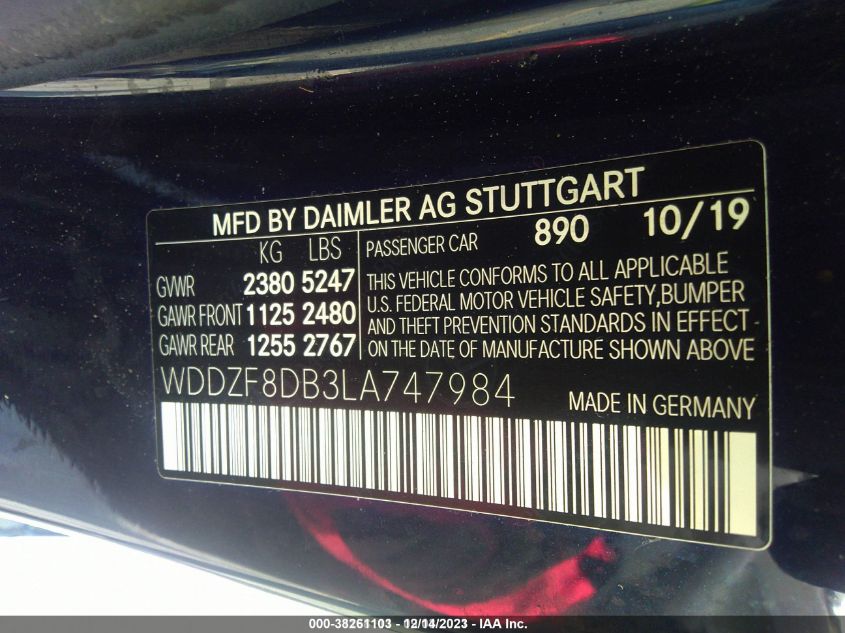 MFD BY DAIMLER AG STUTTGART
KG LBS PASSENGER CAR 890 10/19
GVWR 2380 5247
GAWR FRONT 1125 2480
GAWR REAR 1255 2767
THIS VEHICLE CONFORMS TO ALL APPLICABLE
U.S. FEDERAL MOTOR VEHICLE SAFETY,BUMPER
AND THEFT PREVENTION STANDARDS IN EFFECT
ON THE DATE OF MANUFACTURE SHOWN ABOVE
WDDZF8DB3LA747984 MADE IN GERMANY
000-38261103 - 12/14/2023 - IAA Inc.